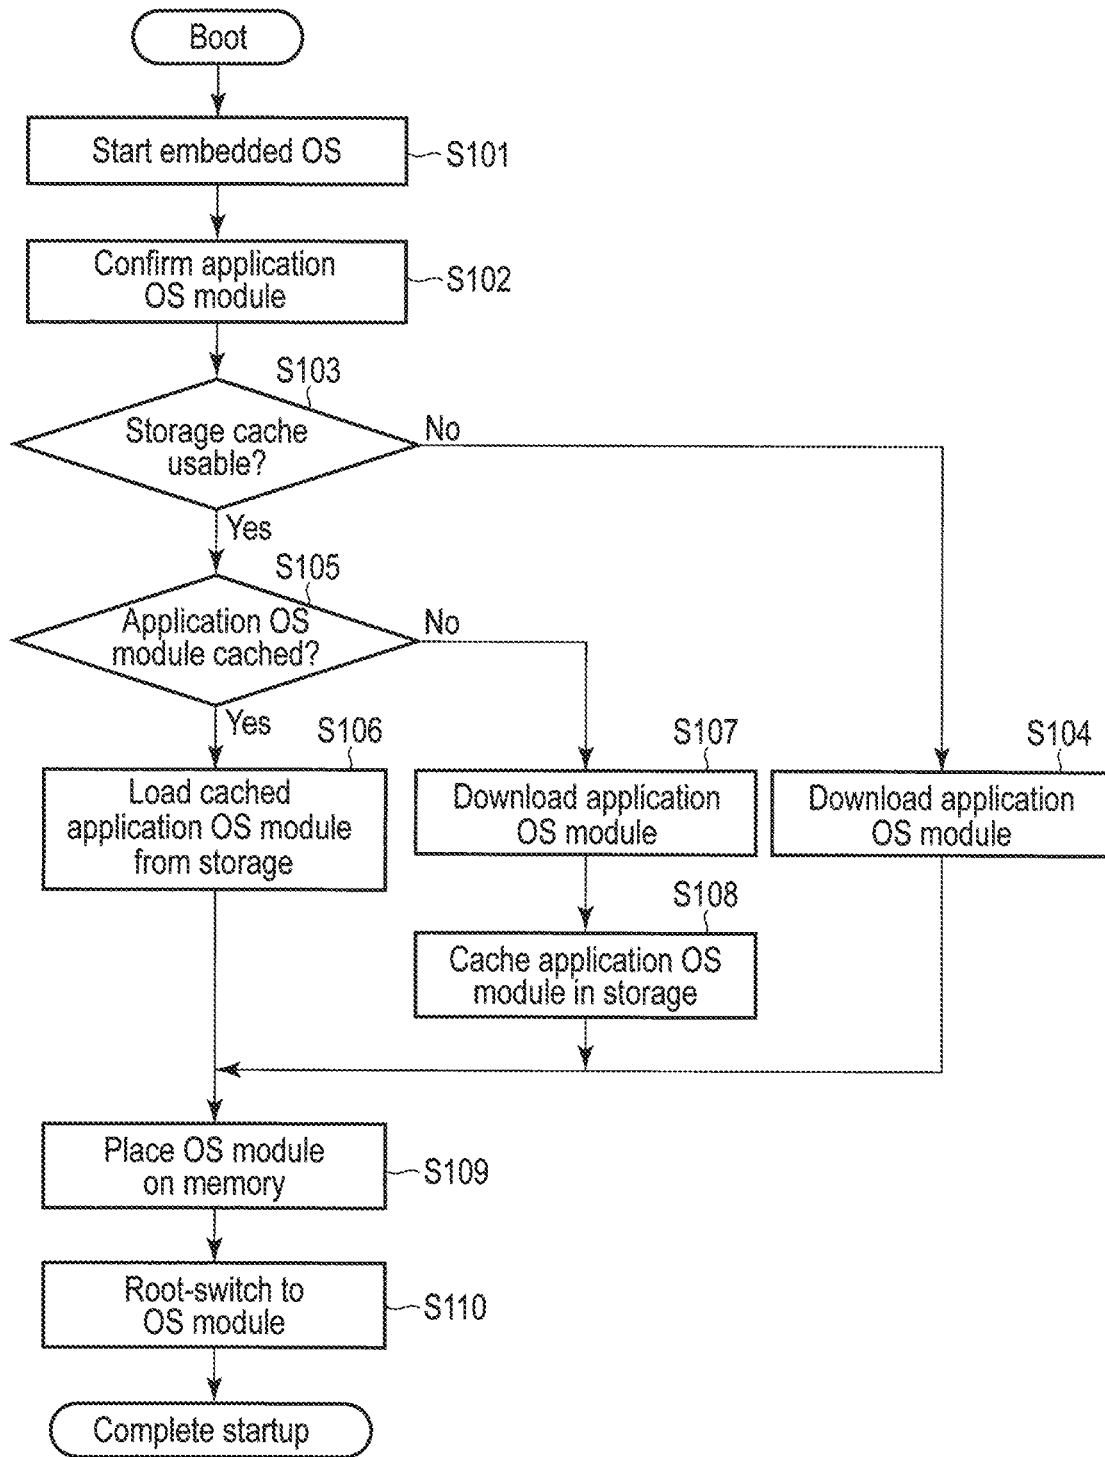 Boot
Start embedded OS
S101
Confirm application
OS module
S102
S103
Storage cache
usable?
No
Yes
S105
Application OS
module cached?
No
Yes
S106
Load cached
application OS module
from storage
S107
Download application
OS module
S104
Download application
OS module
S108
Cache application OS
module in storage
Place OS module
on memory
S109
Root-switch to
OS module
S110
Complete startup